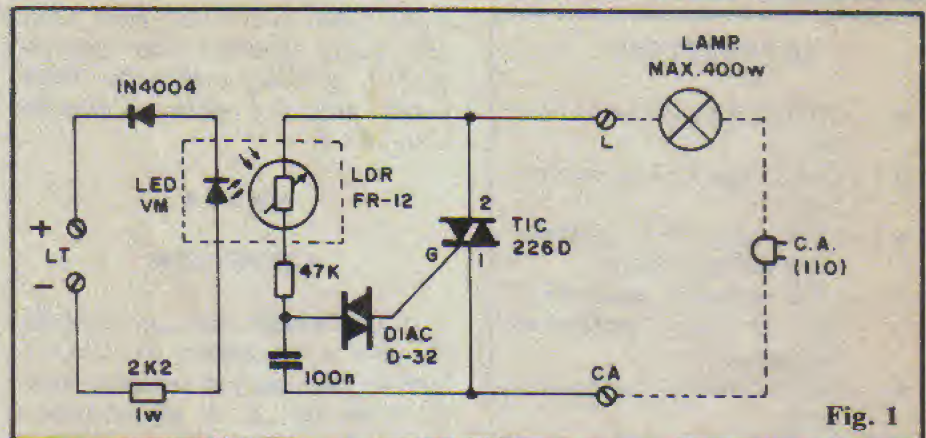 LAMP.
MAX.400w
IN4004
L
LED
VM
LDR
FR-12
2
TIC
226D
G
1
+
LT
-
C.A.
(110)
47K
DIAC
D-32
2K2
1w
100n
CA
Fig. 1